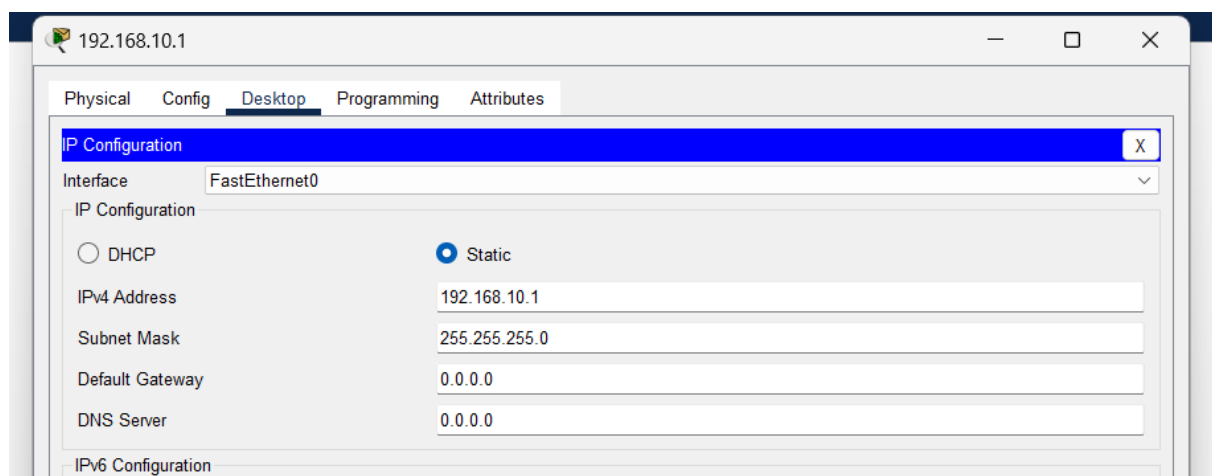 192.168.10.1
Physical Config Desktop Programming Attributes
IP Configuration X
Interface FastEthernet0
IP Configuration
DHCP Static
IPv4 Address 192.168.10.1
Subnet Mask 255.255.255.0
Default Gateway 0.0.0.0
DNS Server 0.0.0.0
IPv6 Configuration